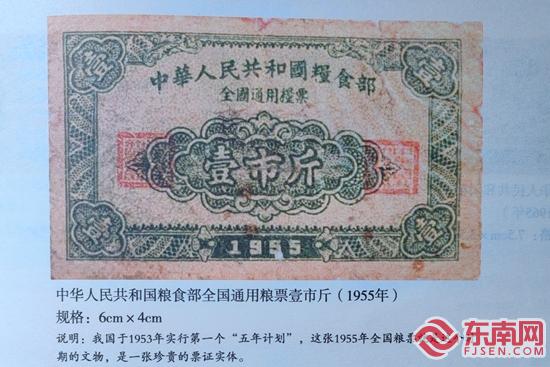 壹 壹
中華人民共和國糧食部
全國通用糧票
壹市斤
壹 壹
1955
中华人民共和国粮食部全国通用粮票壹市斤（1955年）
规格：6cm×4cm
说明：我国于1953年实行第一个“五年计划”，这张1955年全国粮票
期的文物，是一张珍贵的票证实体。
东南网
FJSEN.COM